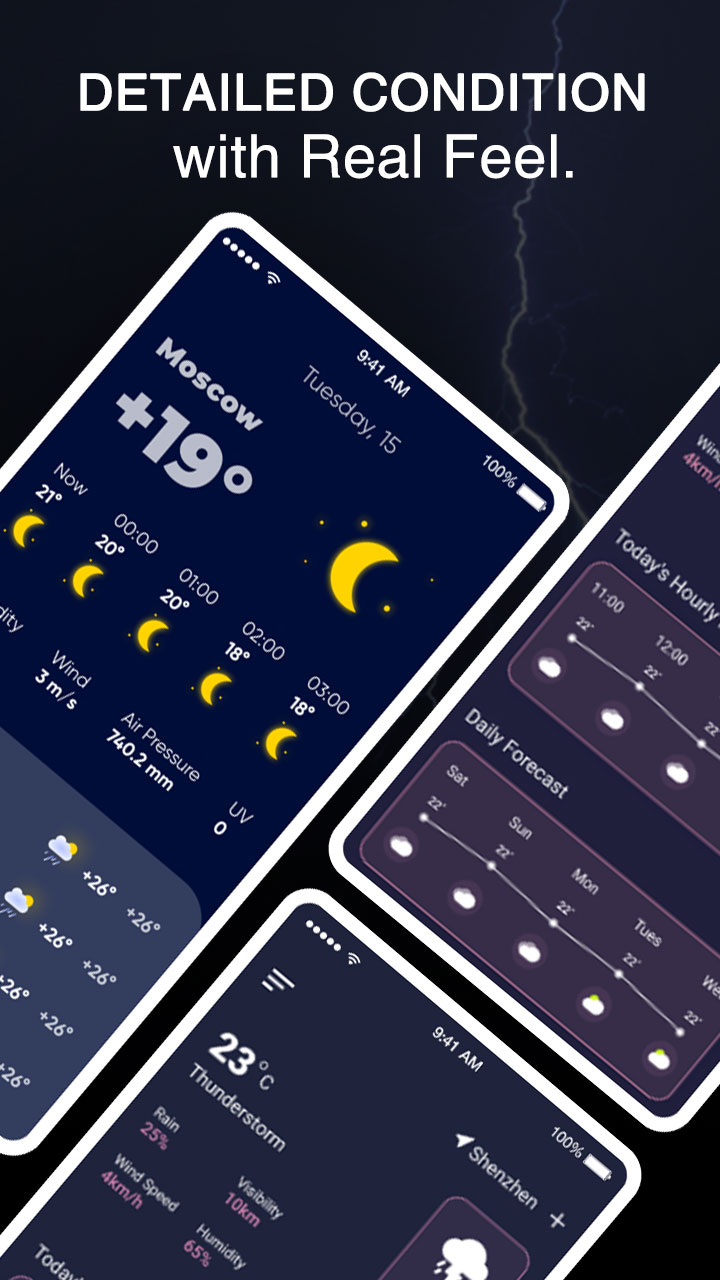 DETAILED CONDITION
with Real Feel.
9:41 AM
100%
Moscow
Tuesday, 15
+19°
Now
00:00
01:00
02:00
03:00
21°
20°
20°
18°
18°
Wind
3 m/s
Air Pressure
740.2 mm
UV
0
+26° +26°
+26° +26°
+26° +26°
+26°
4km/h
Today's Hourly
11:00
12:00
22°
22°
22
Daily Forecast
Sat
Sun
Mon
Tues
22°
22°
22°
22°
22°
9:41 AM
100%
23°C
Thunderstorm
Shenzhen +
Rain
25%
Wind Speed
4km/h
Visibility
10km
Humidity
65%
Today'